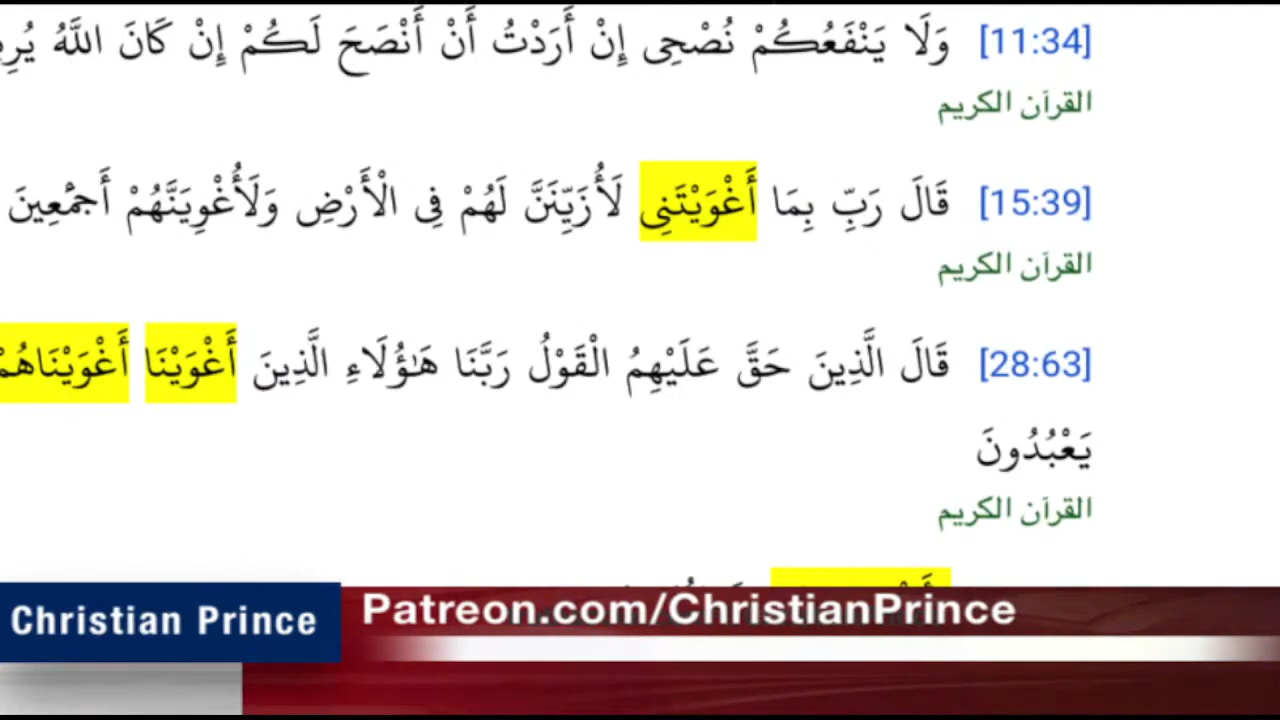 [11:34] وَلَا يَنْفَعُكُمْ نُصْحِى إِنْ أَرَدْتُ أَنْ أَنْصَحَ لَكُمْ إِنْ كَانَ اللَّهُ
القرآن الكريم
[15:39] قَالَ رَبِّ بِمَا أَغْوَيْتَنِى لَأُزَيِّنَنَّ لَهُمْ فِى الْأَرْضِ وَلَأُغْوِيَنَّهُمْ أَجْمَعِينَ
القرآن الكريم
[28:63] قَالَ الَّذِينَ حَقَّ عَلَيْهِمُ الْقَوْلُ رَبَّنَا هَٰؤُلَاءِ الَّذِينَ أَغْوَيْنَا أَغْوَيْنَاهُمْ
يَعْبُدُونَ
القرآن الكريم
Patreon.com/ChristianPrince
Christian Prince